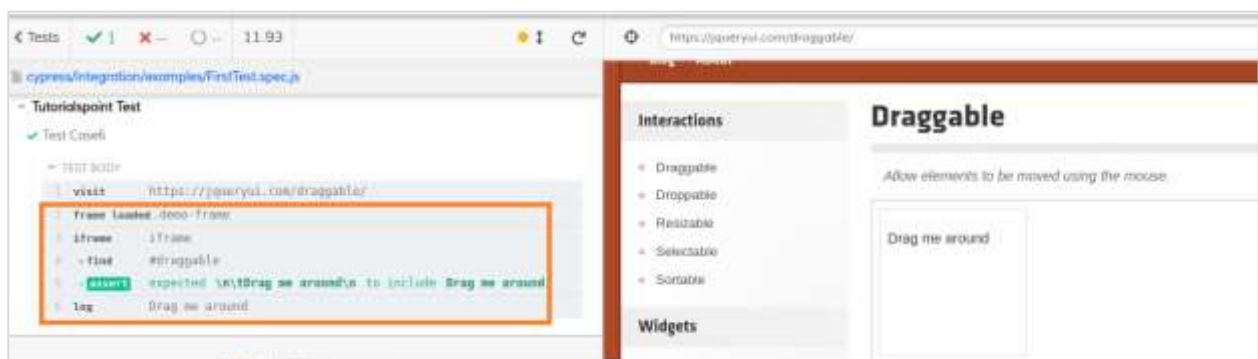 Tests 1 -- -- 11.93
cypress/integration/examples/FirstTest.spec.js
Tutorialspoint Test
Test Case6
TEST BODY
1 visit https://jqueryui.com/draggable/
2 frame loaded .demo-frame
3 iframe iframe
4 -find #draggable
5 -assert expected \n\tDrag me around\n to include Drag me around
6 log Drag me around
https://jqueryui.com/draggable/
Interactions
Draggable
Droppable
Resizable
Selectable
Sortable
Widgets
Draggable
Allow elements to be moved using the mouse.
Drag me around